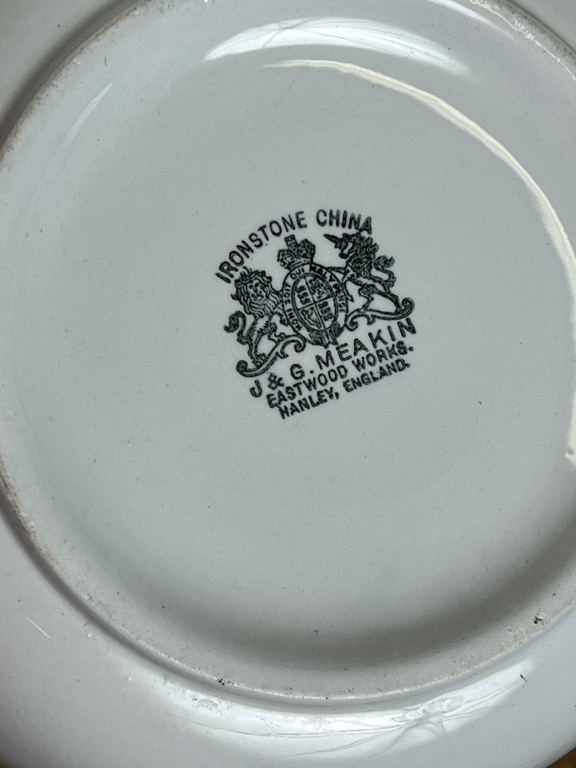 IRONSTONE CHINA
J & G. MEAKIN
EASTWOOD WORKS.
HANLEY, ENGLAND.